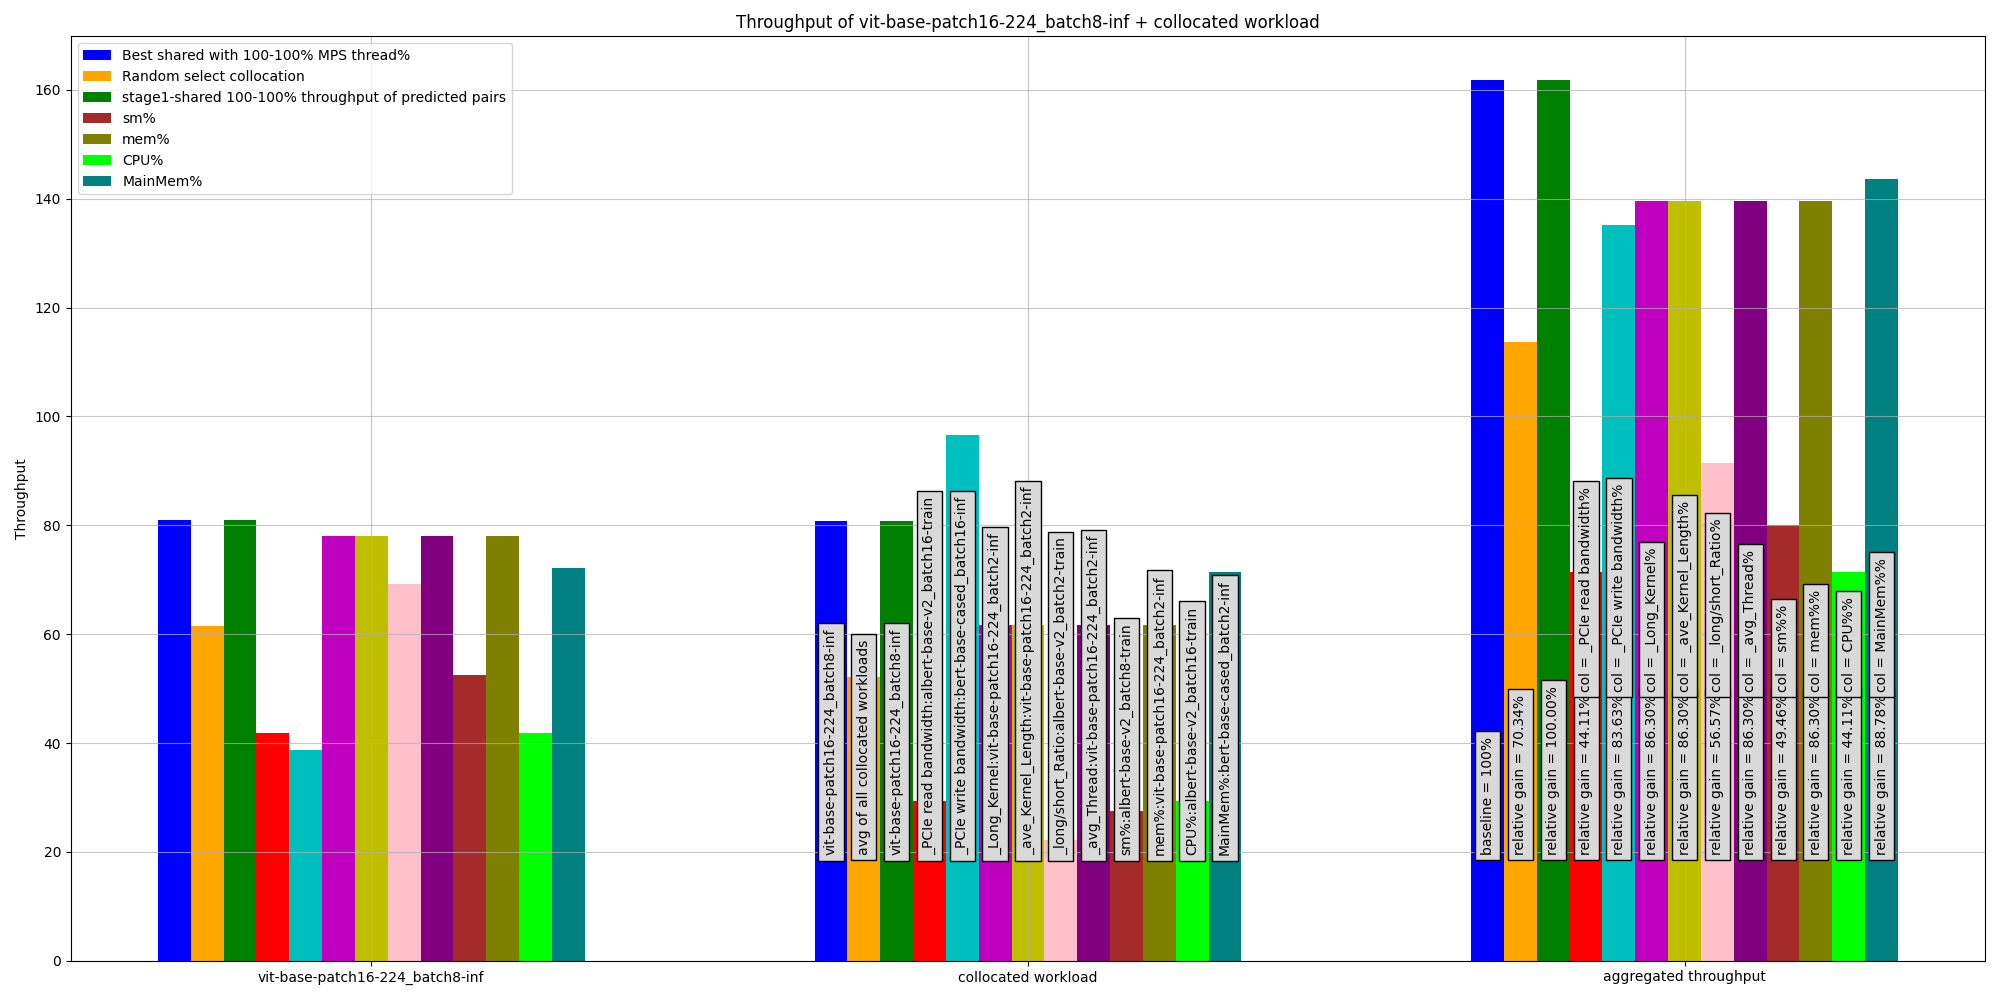 Throughput of vit-base-patch16-224_batch8-inf + collocated workload
Best shared with 100-100% MPS thread%
Random select collocation
stage1-shared 100-100% throughput of predicted pairs
sm%
mem%
CPU%
MainMem%
Throughput
160
140
120
100
80
60
40
20
0
vit-base-patch16-224_batch8-inf
avg of all collocated workloads
vit-base-patch16-224_batch8-inf
_PCIe read bandwidth:albert-base-v2_batch16-train
_PCIe write bandwidth:bert-base-cased_batch16-inf
_Long_Kernel:vit-base-patch16-224_batch2-inf
_ave_Kernel_Length:vit-base-patch16-224_batch2-inf
_long/short_Ratio:albert-base-v2_batch2-train
_avg_Thread:vit-base-patch16-224_batch2-inf
sm%:albert-base-v2_batch8-train
mem%:vit-base-patch16-224_batch2-inf
CPU%:albert-base-v2_batch16-train
MainMem%:bert-base-cased_batch2-inf
baseline = 100%
relative gain = 70.34%
relative gain = 100.00%
relative gain = 44.11%
col = _PCIe read bandwidth%
relative gain = 83.63%
col = _PCIe write bandwidth%
relative gain = 86.30%
col = _Long_Kernel%
relative gain = 86.30%
col = _ave_Kernel_Length%
relative gain = 56.57%
col = _long/short_Ratio%
relative gain = 86.30%
col = _avg_Thread%
relative gain = 49.46%
col = sm%%
relative gain = 86.30%
col = mem%%
relative gain = 44.11%
col = CPU%%
relative gain = 88.78%
col = MainMem%%
vit-base-patch16-224_batch8-inf
collocated workload
aggregated throughput